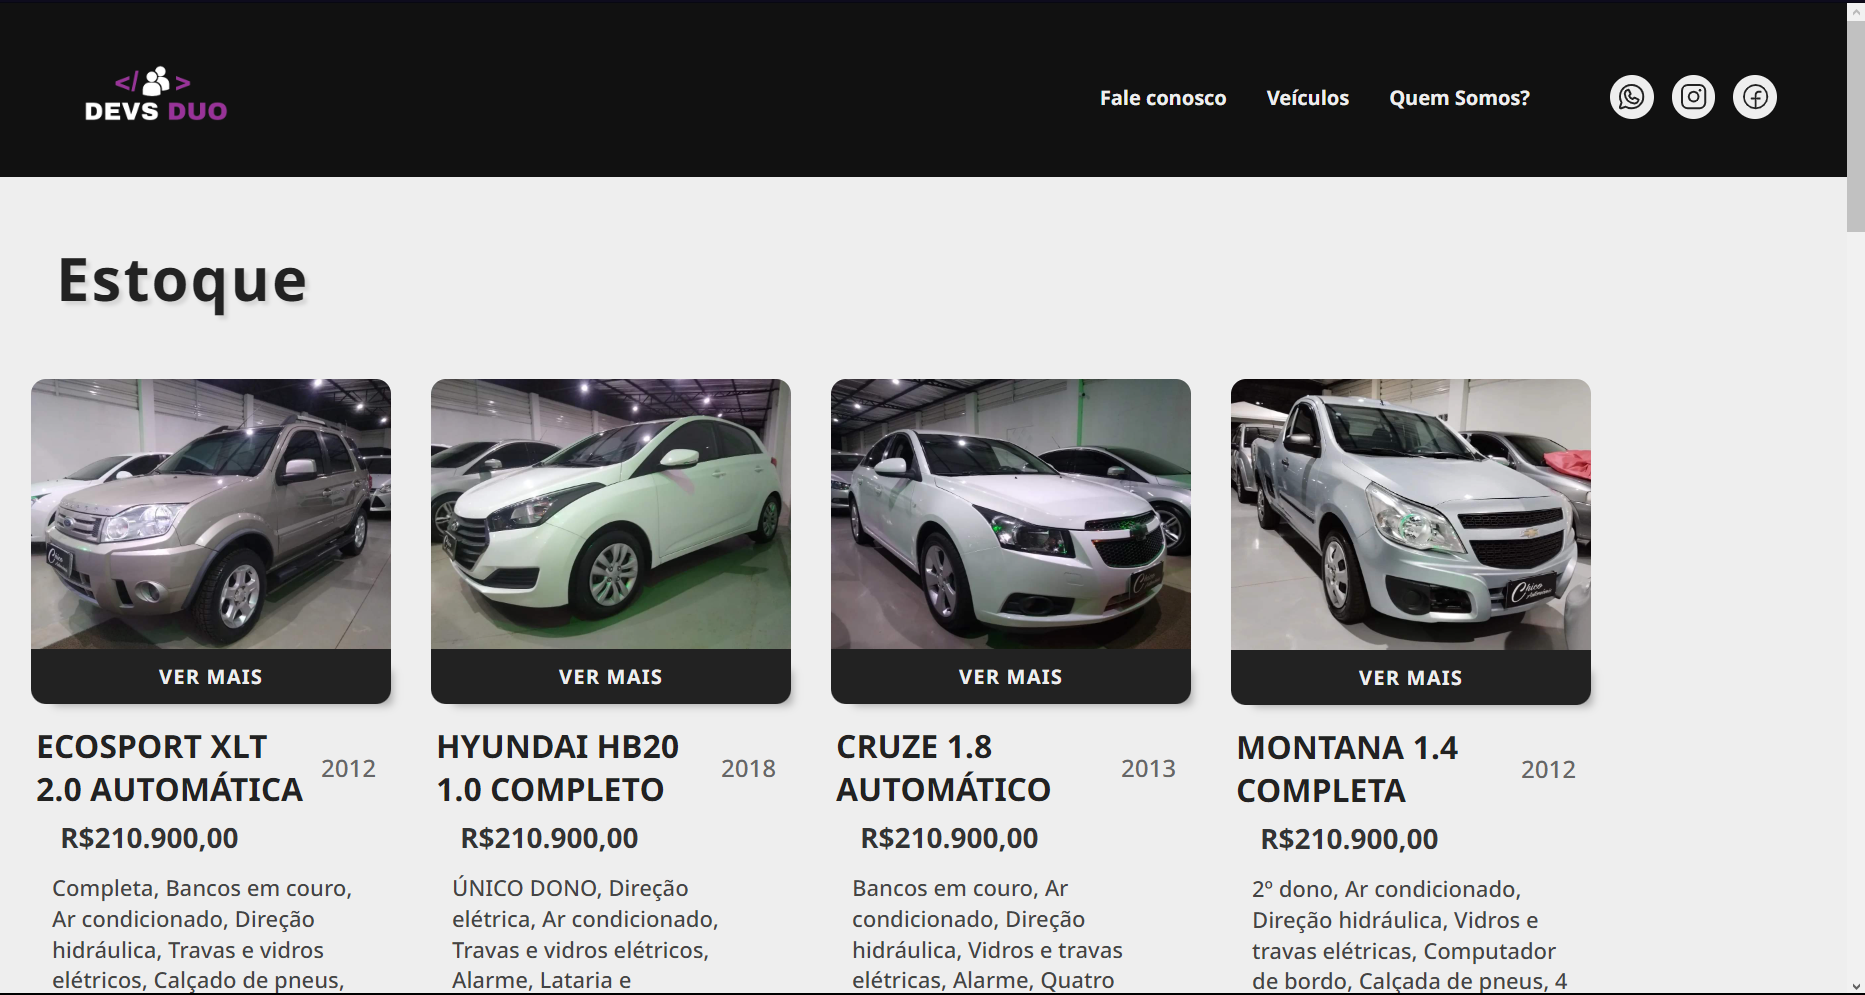 </>
DEVS DUO
Fale conosco Veículos Quem Somos?
Estoque
VER MAIS
ECOSPORT XLT
2.0 AUTOMÁTICA
2012
R$210.900,00
Completa, Bancos em couro,
Ar condicionado, Direção
hidráulica, Travas e vidros
elétricos, Calçado de pneus,
VER MAIS
HYUNDAI HB20
1.0 COMPLETO
2018
R$210.900,00
ÚNICO DONO, Direção
elétrica, Ar condicionado,
Travas e vidros elétricos,
Alarme, Lataria e
VER MAIS
CRUZE 1.8
AUTOMÁTICO
2013
R$210.900,00
Bancos em couro, Ar
condicionado, Direção
hidráulica, Vidros e travas
elétricas, Alarme, Quatro
Chico
Automóveis
VER MAIS
MONTANA 1.4
COMPLETA
2012
R$210.900,00
2º dono, Ar condicionado,
Direção hidráulica, Vidros e
travas elétricas, Computador
de bordo, Calçada de pneus, 4